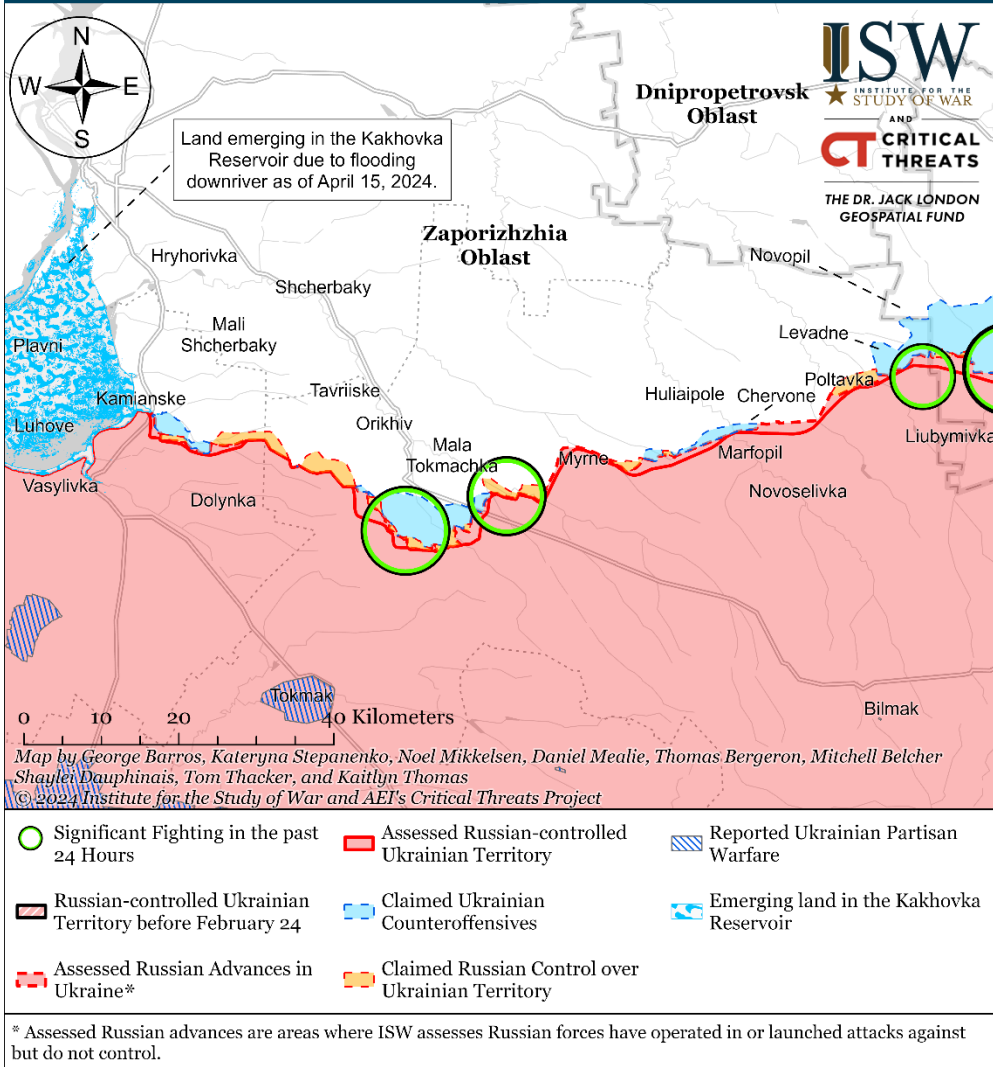 N
W
E
S
ISW
INSTITUTE FOR THE
STUDY OF WAR
AND
CT CRITICAL
THREATS
THE DR. JACK LONDON
GEOSPATIAL FUND
Dnipropetrovsk
Oblast
Land emerging in the Kakhovka
Reservoir due to flooding
downriver as of April 15, 2024.
Zaporizhzhia
Oblast
Hryhorivka
Novopil
Shcherbaky
Mali
Shcherbaky
Levadne
Plavni
Poltavka
Tavriiske
Huliaipole
Chervone
Kamianske
Orikhiv
Luhove
Mala
Tokmachka
Liubymivka
Myrne
Marfopil
Vasylivka
Dolynka
Novoselivka
Tokmak
Bilmak
0 10 20 40 Kilometers
Map by George Barros, Kateryna Stepanenko, Noel Mikkelsen, Daniel Mealie, Thomas Bergeron, Mitchell Belcher
Shaylei Dauphinais, Tom Thacker, and Kaitlyn Thomas
© 2024 Institute for the Study of War and AEI's Critical Threats Project
Significant Fighting in the past
24 Hours
Assessed Russian-controlled
Ukrainian Territory
Reported Ukrainian Partisan
Warfare
Russian-controlled Ukrainian
Territory before February 24
Claimed Ukrainian
Counteroffensives
Emerging land in the Kakhovka
Reservoir
Assessed Russian Advances in
Ukraine*
Claimed Russian Control over
Ukrainian Territory
* Assessed Russian advances are areas where ISW assesses Russian forces have operated in or launched attacks against
but do not control.